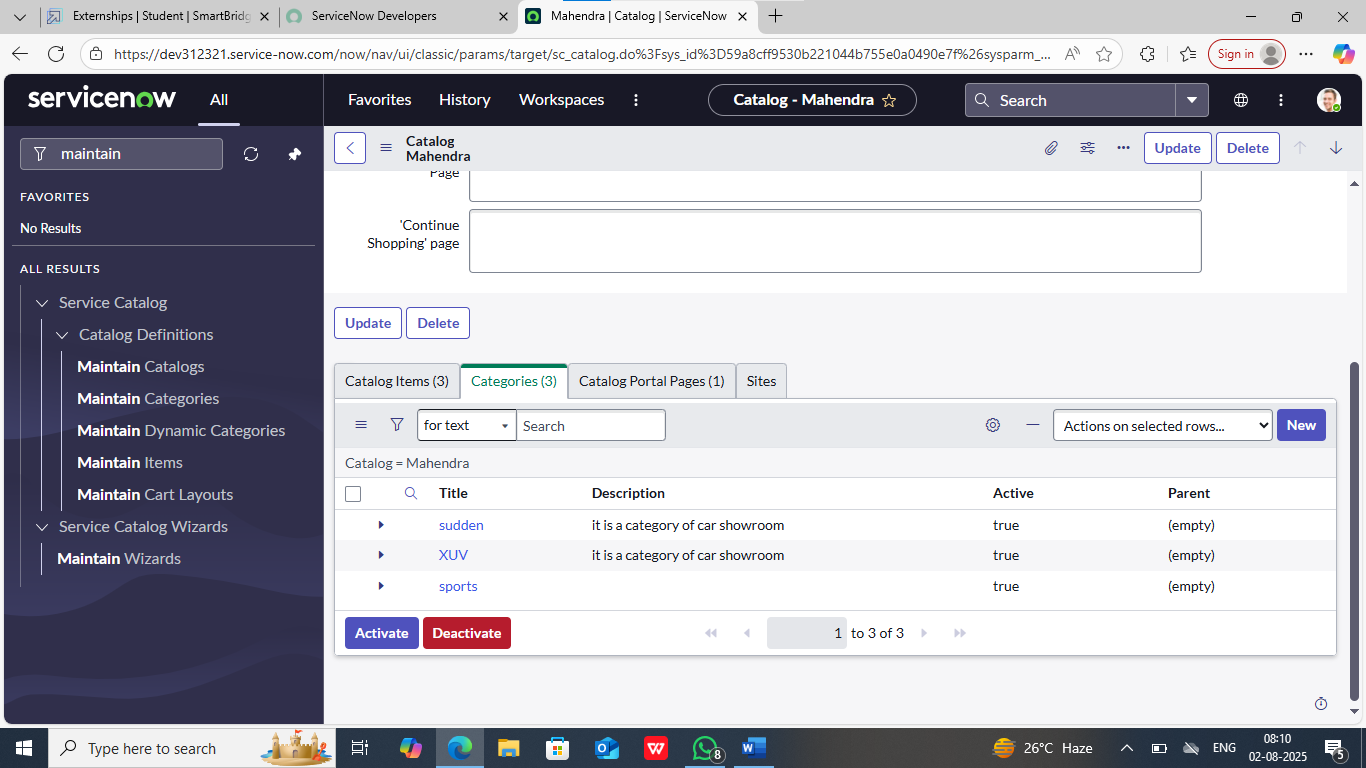 Externships | Student | SmartBridg
ServiceNow Developers
Mahendra | Catalog | ServiceNow
https://dev312321.service-now.com/now/nav/ui/classic/params/target/sc_catalog.do%3Fsys_id%3D59a8cff9530b221044b755e0a0490e7f%26sysparm_...
Sign in
servicenow
All
Favorites
History
Workspaces
Catalog - Mahendra
Search
maintain
Catalog
Mahendra
Update
Delete
FAVORITES
No Results
ALL RESULTS
Service Catalog
Catalog Definitions
Maintain Catalogs
Maintain Categories
Maintain Dynamic Categories
Maintain Items
Maintain Cart Layouts
Service Catalog Wizards
Maintain Wizards
Page
'Continue
Shopping' page
Update
Delete
Catalog Items (3)
Categories (3)
Catalog Portal Pages (1)
Sites
for text
Search
Actions on selected rows...
New
Catalog = Mahendra
Title Description Active Parent
sudden it is a category of car showroom true (empty)
XUV it is a category of car showroom true (empty)
sports true (empty)
Activate
Deactivate
1 to 3 of 3
Type here to search
8
W
26°C Haze
ENG
08:10
02-08-2025
5